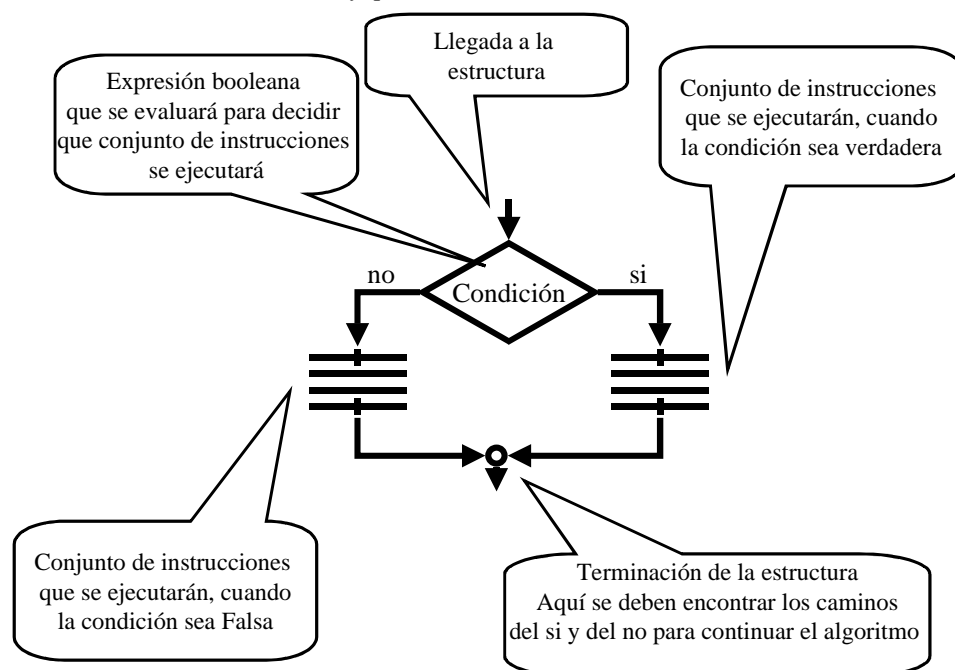 Llegada a la
estructura
Expresión booleana
que se evaluará para decidir
que conjunto de instrucciones
se ejecutará
Conjunto de instrucciones
que se ejecutarán, cuando
la condición sea verdadera
no
Condición
si
Conjunto de instrucciones
que se ejecutarán, cuando
la condición sea Falsa
Terminación de la estructura
Aquí se deben encontrar los caminos
del si y del no para continuar el algoritmo